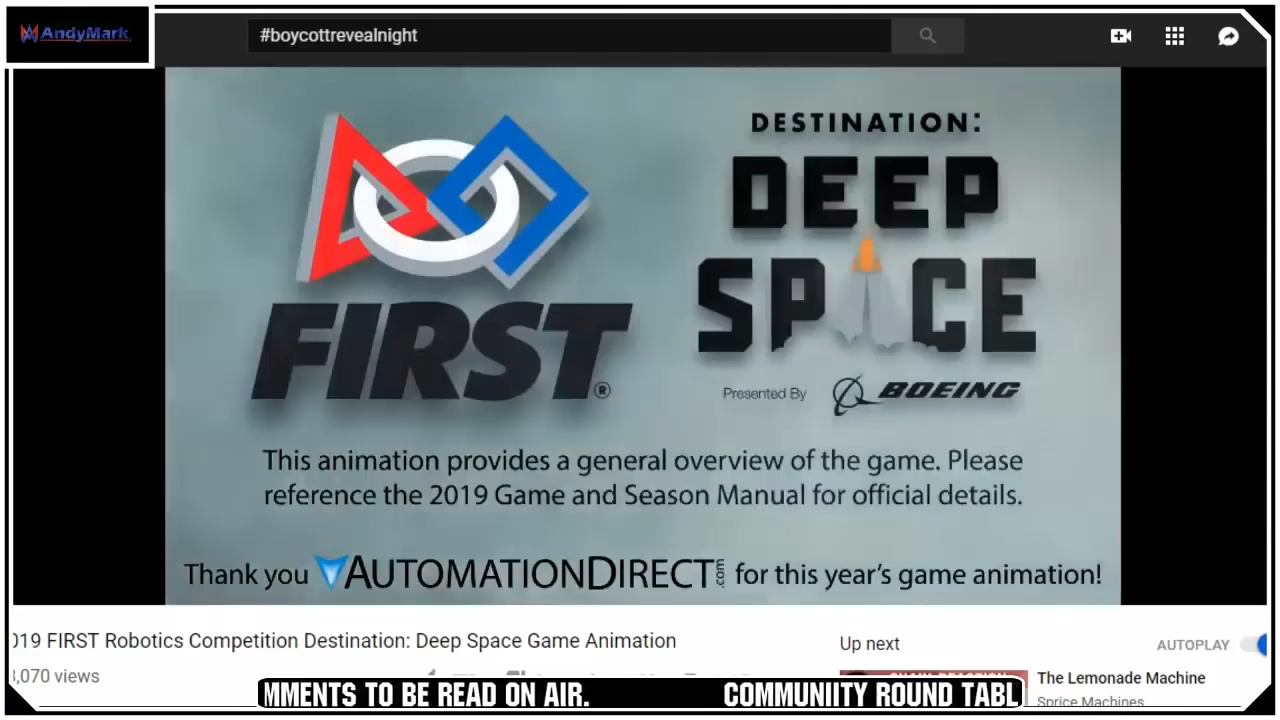 AndyMark
#boycottrevealnight
DESTINATION:
DEEP
SPACE
FIRST®
Presented By BOEING
This animation provides a general overview of the game. Please
reference the 2019 Game and Season Manual for official details.
Thank you AUTOMATIONDIRECT.com for this year's game animation!
019 FIRST Robotics Competition Destination: Deep Space Game Animation
,070 views
Up next
AUTOPLAY
The Lemonade Machine
Sprice Machines
MMENTS TO BE READ ON AIR.
COMMUNIITY ROUND TABL